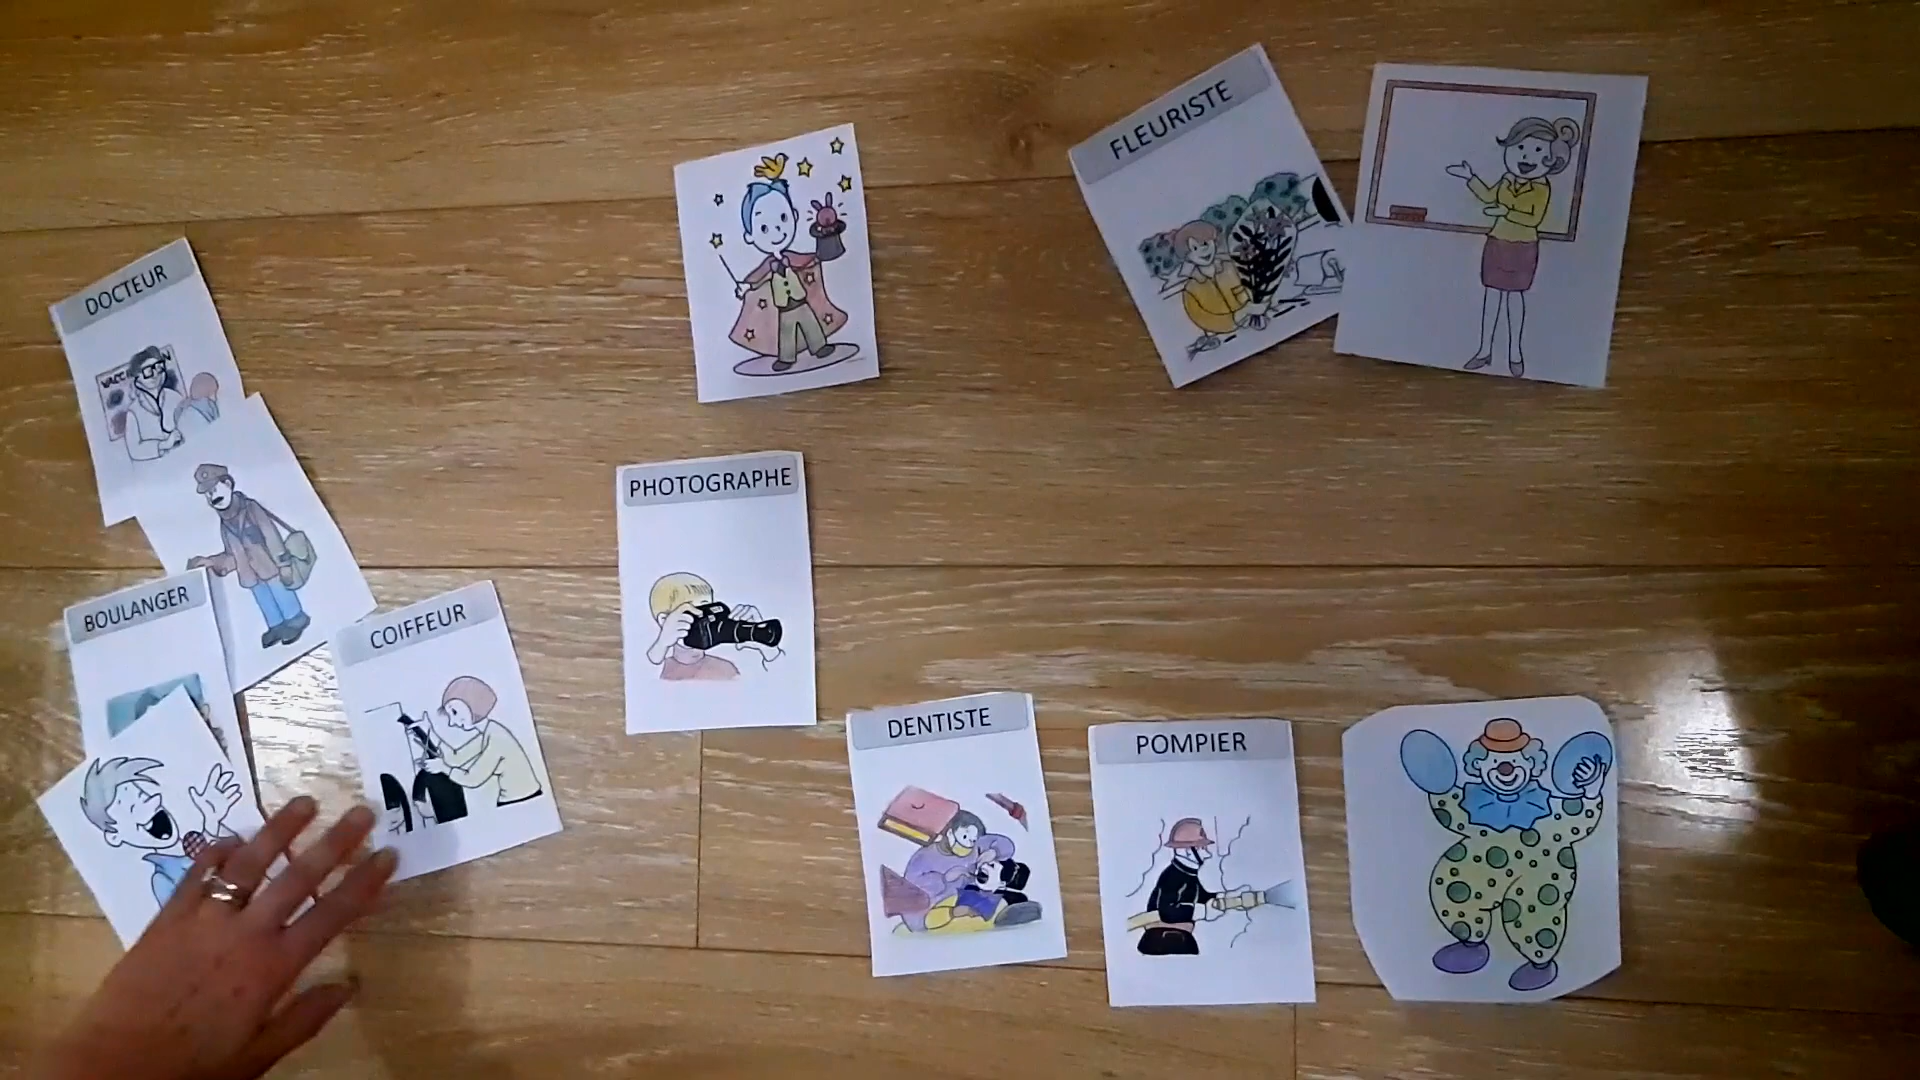 FLEURISTE
DOCTEUR
PHOTOGRAPHE
BOULANGER
COIFFEUR
DENTISTE
POMPIER